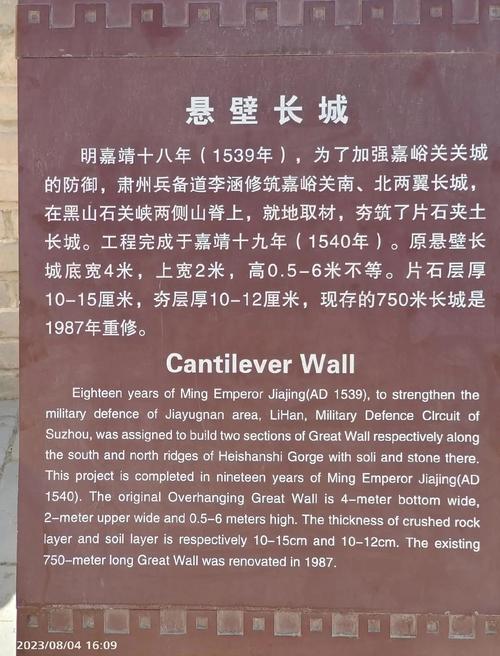 悬壁长城
明嘉靖十八年（1539年），为了加强嘉峪关关城
的防御，肃州兵备道李涵修筑嘉峪关南、北两翼长城，
在黑山石关峡两侧山脊上，就地取材，夯筑了片石夹土
长城。工程完成于嘉靖十九年（1540年）。原悬壁长
城底宽4米，上宽2米，高0.5-6米不等。片石层厚
10-15厘米，夯层厚10-12厘米，现存的750米长城是
1987年重修。
Cantilever Wall
Eighteen years of Ming Emperor Jiajing(AD 1539), to strengthen the
military defence of Jiayugnan area, LiHan, Military Defence CIrcuit of
Suzhou, was assigned to build two sections of Great Wall respectively along
the south and north ridges of Heishanshi Gorge with soli and stone there.
This project is completed in nineteen years of Ming Emperor Jiajing(AD
1540). The original Overhanging Great Wall is 4-meter bottom wide,
2-meter upper wide and 0.5-6 meters high. The thickness of crushed rock
layer and soil layer is respectively 10-15cm and 10-12cm. The existing
750-meter long Great Wall was renovated in 1987.
2023/08/04 16:09